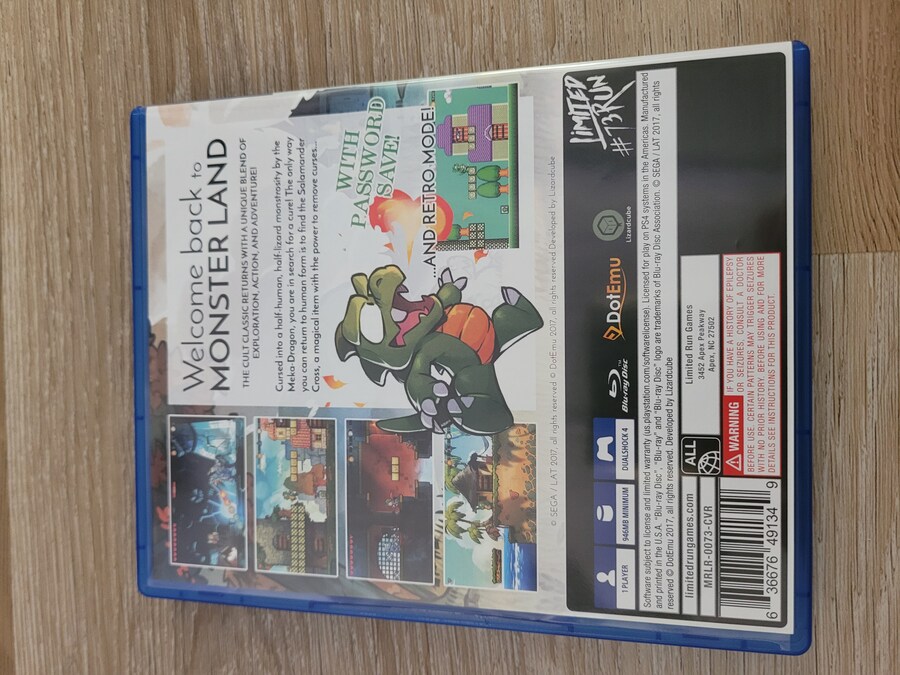 Welcome back to
MONSTER LAND
THE CULT CLASSIC RETURNS WITH A UNIQUE BLEND OF
EXPLORATION, ACTION, AND ADVENTURE!
Cursed into a half-human, half-lizard monstrosity by the
Meka-Dragon, you are in search for a cure! The only way
you can return to human form is to find the Salamander
Cross, a magical item with the power to remove curses...
WITH
PASSWORD
SAVE!
...AND RETRO MODE!
© SEGA / LAT 2017, all rights reserved © DotEmu 2017, all rights reserved Developed by Lizardcube
1 PLAYER
946MB MINIMUM
DUALSHOCK 4
Blu-ray Disc™
DotEmu
Lizardcube
LIMITED
RUN
#73
Software subject to license and limited warranty (us.playstation.com/softwarelicense). Licensed for play on PS4 systems in the Americas. Manufactured
and printed in the U.S.A. "Blu-ray Disc", "Blu-ray" and "Blu-ray Disc" logo are trademarks of Blu-ray Disc Association. © SEGA / LAT 2017, all rights
reserved © DotEmu 2017, all rights reserved. Developed by Lizardcube
limitedrungames.com
MRLR-0073-CVR
ALL
Limited Run Games
3452 Apex Peakway
Apex, NC 27502
6 36676 49134 9
WARNING IF YOU HAVE A HISTORY OF EPILEPSY
OR SEIZURES, CONSULT A DOCTOR
BEFORE USE. CERTAIN PATTERNS MAY TRIGGER SEIZURES
WITH NO PRIOR HISTORY. BEFORE USING AND FOR MORE
DETAILS SEE INSTRUCTIONS FOR THIS PRODUCT.